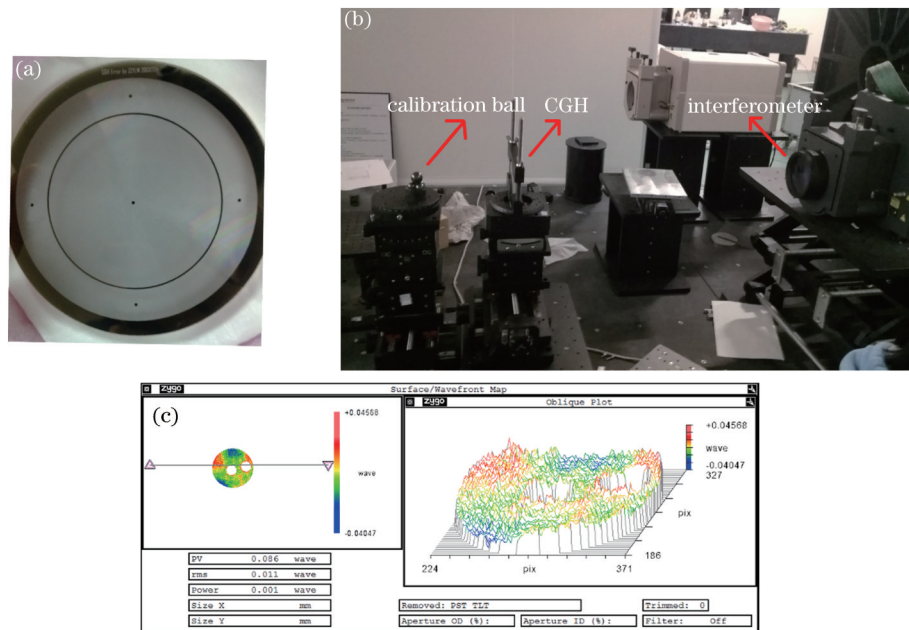 (a)
(b)
calibration ball
CGH
interferometer
(c)
zygo
Surface/Wavefront Map
+0.04568
wave
-0.04047
zygo
Oblique Plot
+0.04568
wave
-0.04047
327
pix
186
224
pix
371
PV 0.086 wave
rms 0.011 wave
Power 0.001 wave
Size X mm
Size Y mm
Removed: PST TLT
Trimmed: 0
Aperture OD (%):
Aperture ID (%):
Filter: Off